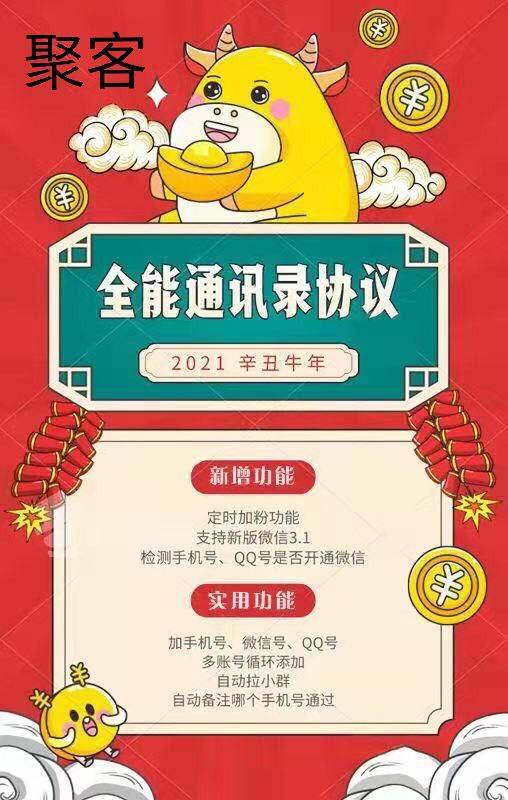 聚客
全能通讯录协议
2021 辛丑牛年
新增功能
定时加粉功能
支持新版微信3.1
检测手机号、QQ号是否开通微信
实用功能
加手机号、微信号、QQ号
多账号循环添加
自动拉小群
自动备注哪个手机号通过